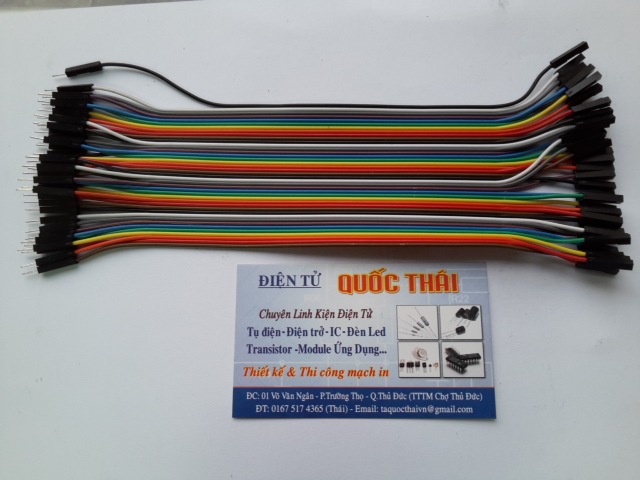 ĐIỆN TỬ QUỐC THÁI
Chuyên Linh Kiện Điện Tử
Tụ điện - Điện trở - IC - Đèn Led
Transistor -Module Ứng Dụng...
Thiết kế & Thi công mạch in
ĐC: 01 Võ Văn Ngân - P.Trường Thọ - Q.Thủ Đức (TTTM Chợ Thủ Đức)
ĐT: 0167 517 4365 (Thái) - Email: taquocthaivn@gmail.com